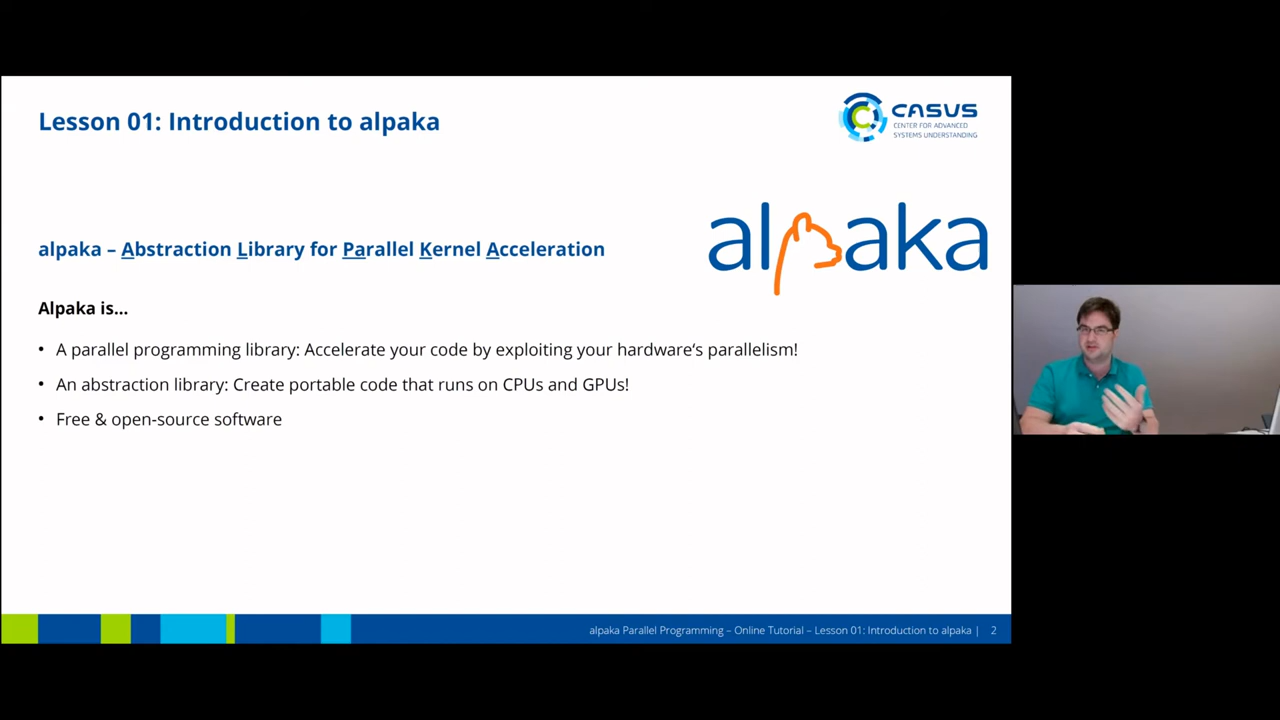 Lesson 01: Introduction to alpaka
CASUS
CENTER FOR ADVANCED
SYSTEMS UNDERSTANDING
alpaka
alpaka – Abstraction Library for Parallel Kernel Acceleration
Alpaka is...
• A parallel programming library: Accelerate your code by exploiting your hardware‘s parallelism!
• An abstraction library: Create portable code that runs on CPUs and GPUs!
• Free & open-source software
alpaka Parallel Programming – Online Tutorial – Lesson 01: Introduction to alpaka | 2